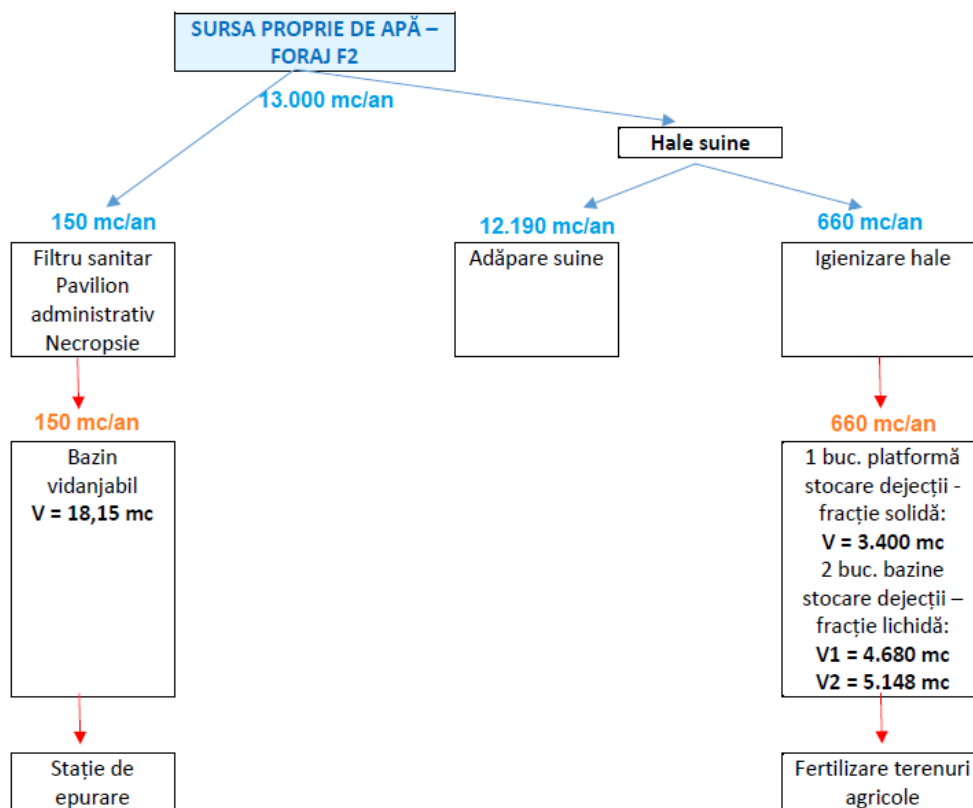 SURSA PROPRIE DE APĂ –
FORAJ F2
13.000 mc/an
Hale suine
150 mc/an
12.190 mc/an
660 mc/an
Filtru sanitar
Pavilion
administrativ
Necropsie
Adăpare suine
Igienizare hale
150 mc/an
660 mc/an
Bazin
vidanjabil
V = 18,15 mc
1 buc. platformă
stocare dejecții -
fracție solidă:
V = 3.400 mc
2 buc. bazine
stocare dejecții –
fracție lichidă:
V1 = 4.680 mc
V2 = 5.148 mc
Stație de
epurare
Fertilizare terenuri
agricole